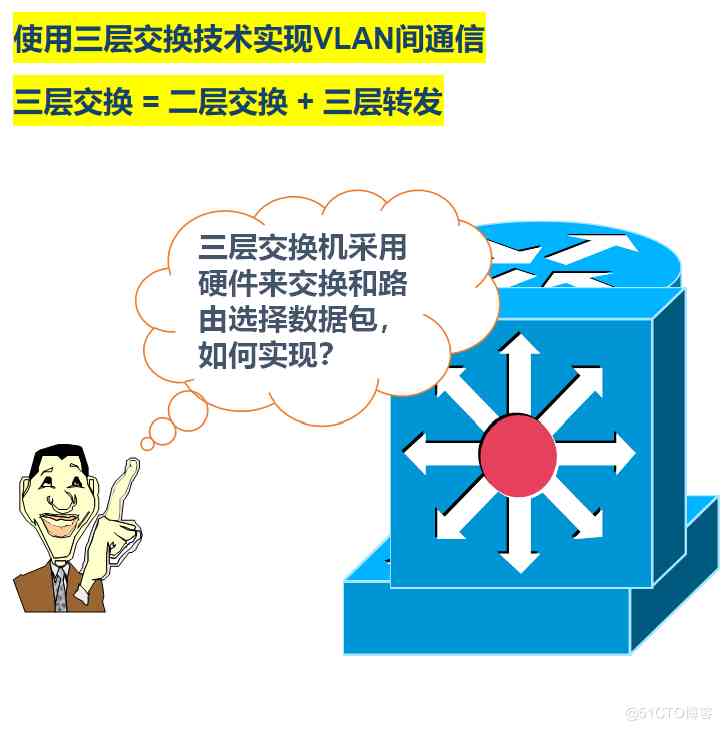 使用三层交换技术实现VLAN间通信
三层交换 = 二层交换 + 三层转发
三层交换机采用
硬件来交换和路
由选择数据包，
如何实现？
@51CTO博客